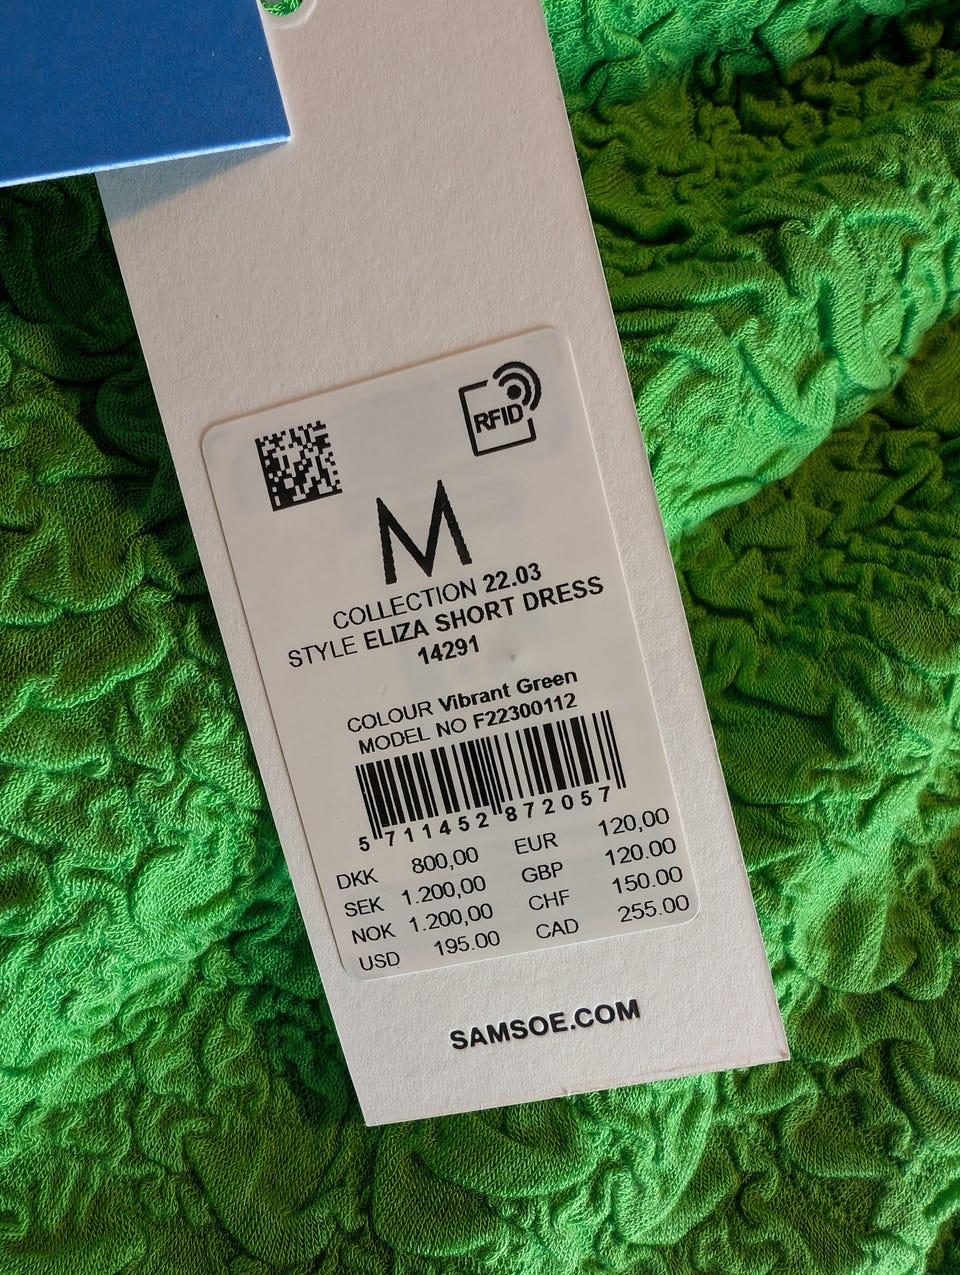 RFID
M
COLLECTION 22.03
STYLE ELIZA SHORT DRESS
14291
COLOUR Vibrant Green
MODEL NO F22300112
5 711452 872057
DKK 800,00 EUR 120,00
SEK 1.200,00 GBP 120.00
NOK 1.200,00 CHF 150.00
USD 195.00 CAD 255.00
SAMSOE.COM